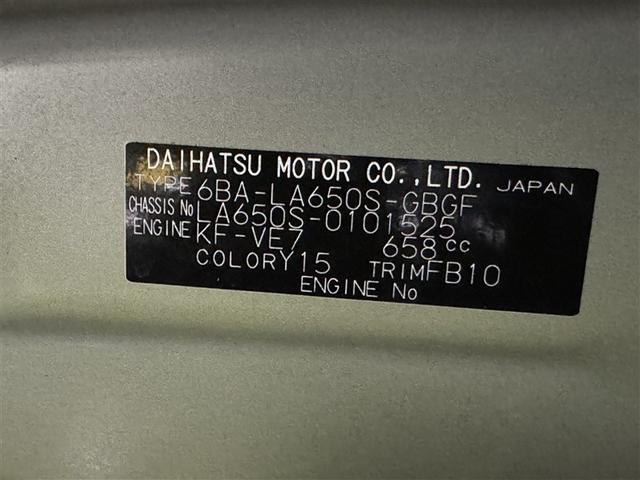 DAIHATSU MOTOR CO.,LTD. JAPAN
TYPE 6BA-LA650S-GBGF
CHASSIS No LA650S-0101525
ENGINE KF-VE7 658cc
COLOR Y15 TRIM FB10
ENGINE No